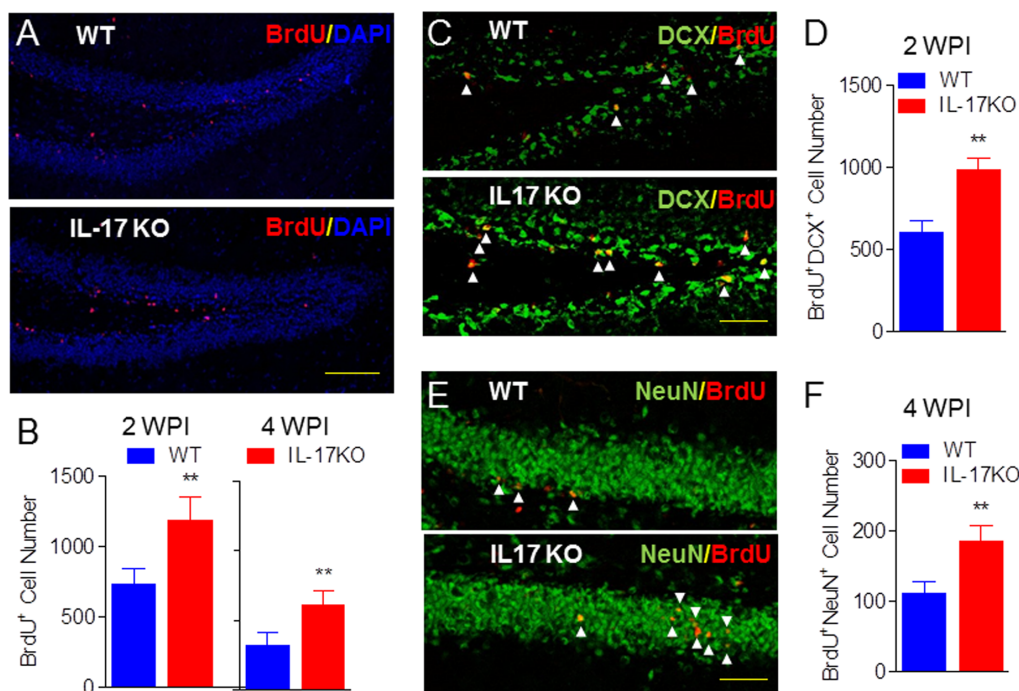 A
WT
BrdU/DAPI
IL-17 KO
BrdU/DAPI
B
2 WPI
4 WPI
WT
IL-17KO
BrdU+ Cell Number
1500
1000
500
0
**
**
C
WT
DCX/BrdU
IL17 KO
DCX/BrdU
D
2 WPI
WT
IL-17KO
BrdU+DCX+ Cell Number
1500
1000
500
0
**
E
WT
NeuN/BrdU
IL17 KO
NeuN/BrdU
F
4 WPI
WT
IL-17KO
BrdU+NeuN+ Cell Number
300
200
100
0
**